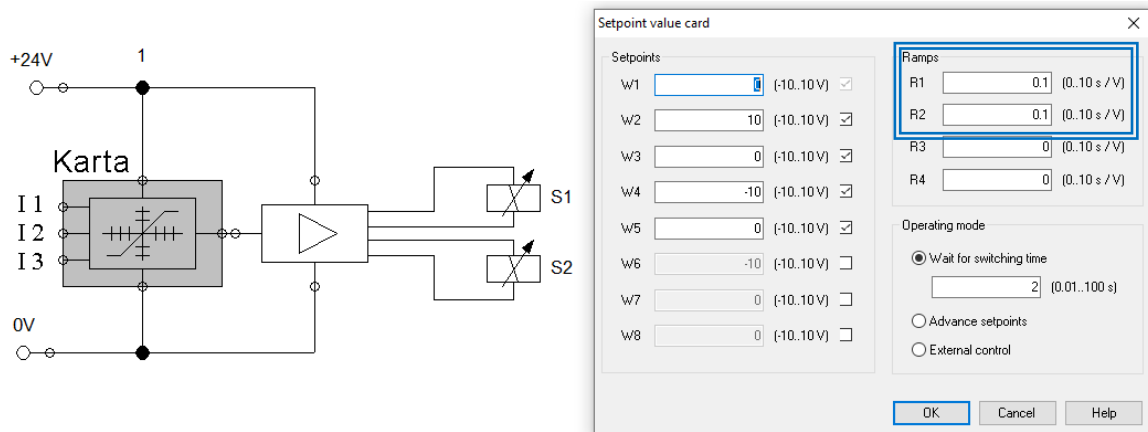 +24V
1
Karta
I 1
I 2
I 3
0V
S1
S2
Setpoint value card
Setpoints
W1 0 (-10..10 V)
W2 10 (-10..10 V)
W3 0 (-10..10 V)
W4 -10 (-10..10 V)
W5 0 (-10..10 V)
W6 -10 (-10..10 V)
W7 0 (-10..10 V)
W8 0 (-10..10 V)
Ramps
R1 0.1 (0..10 s / V)
R2 0.1 (0..10 s / V)
R3 0 (0..10 s / V)
R4 0 (0..10 s / V)
Operating mode
Wait for switching time
2 (0.01..100 s)
Advance setpoints
External control
OK Cancel Help